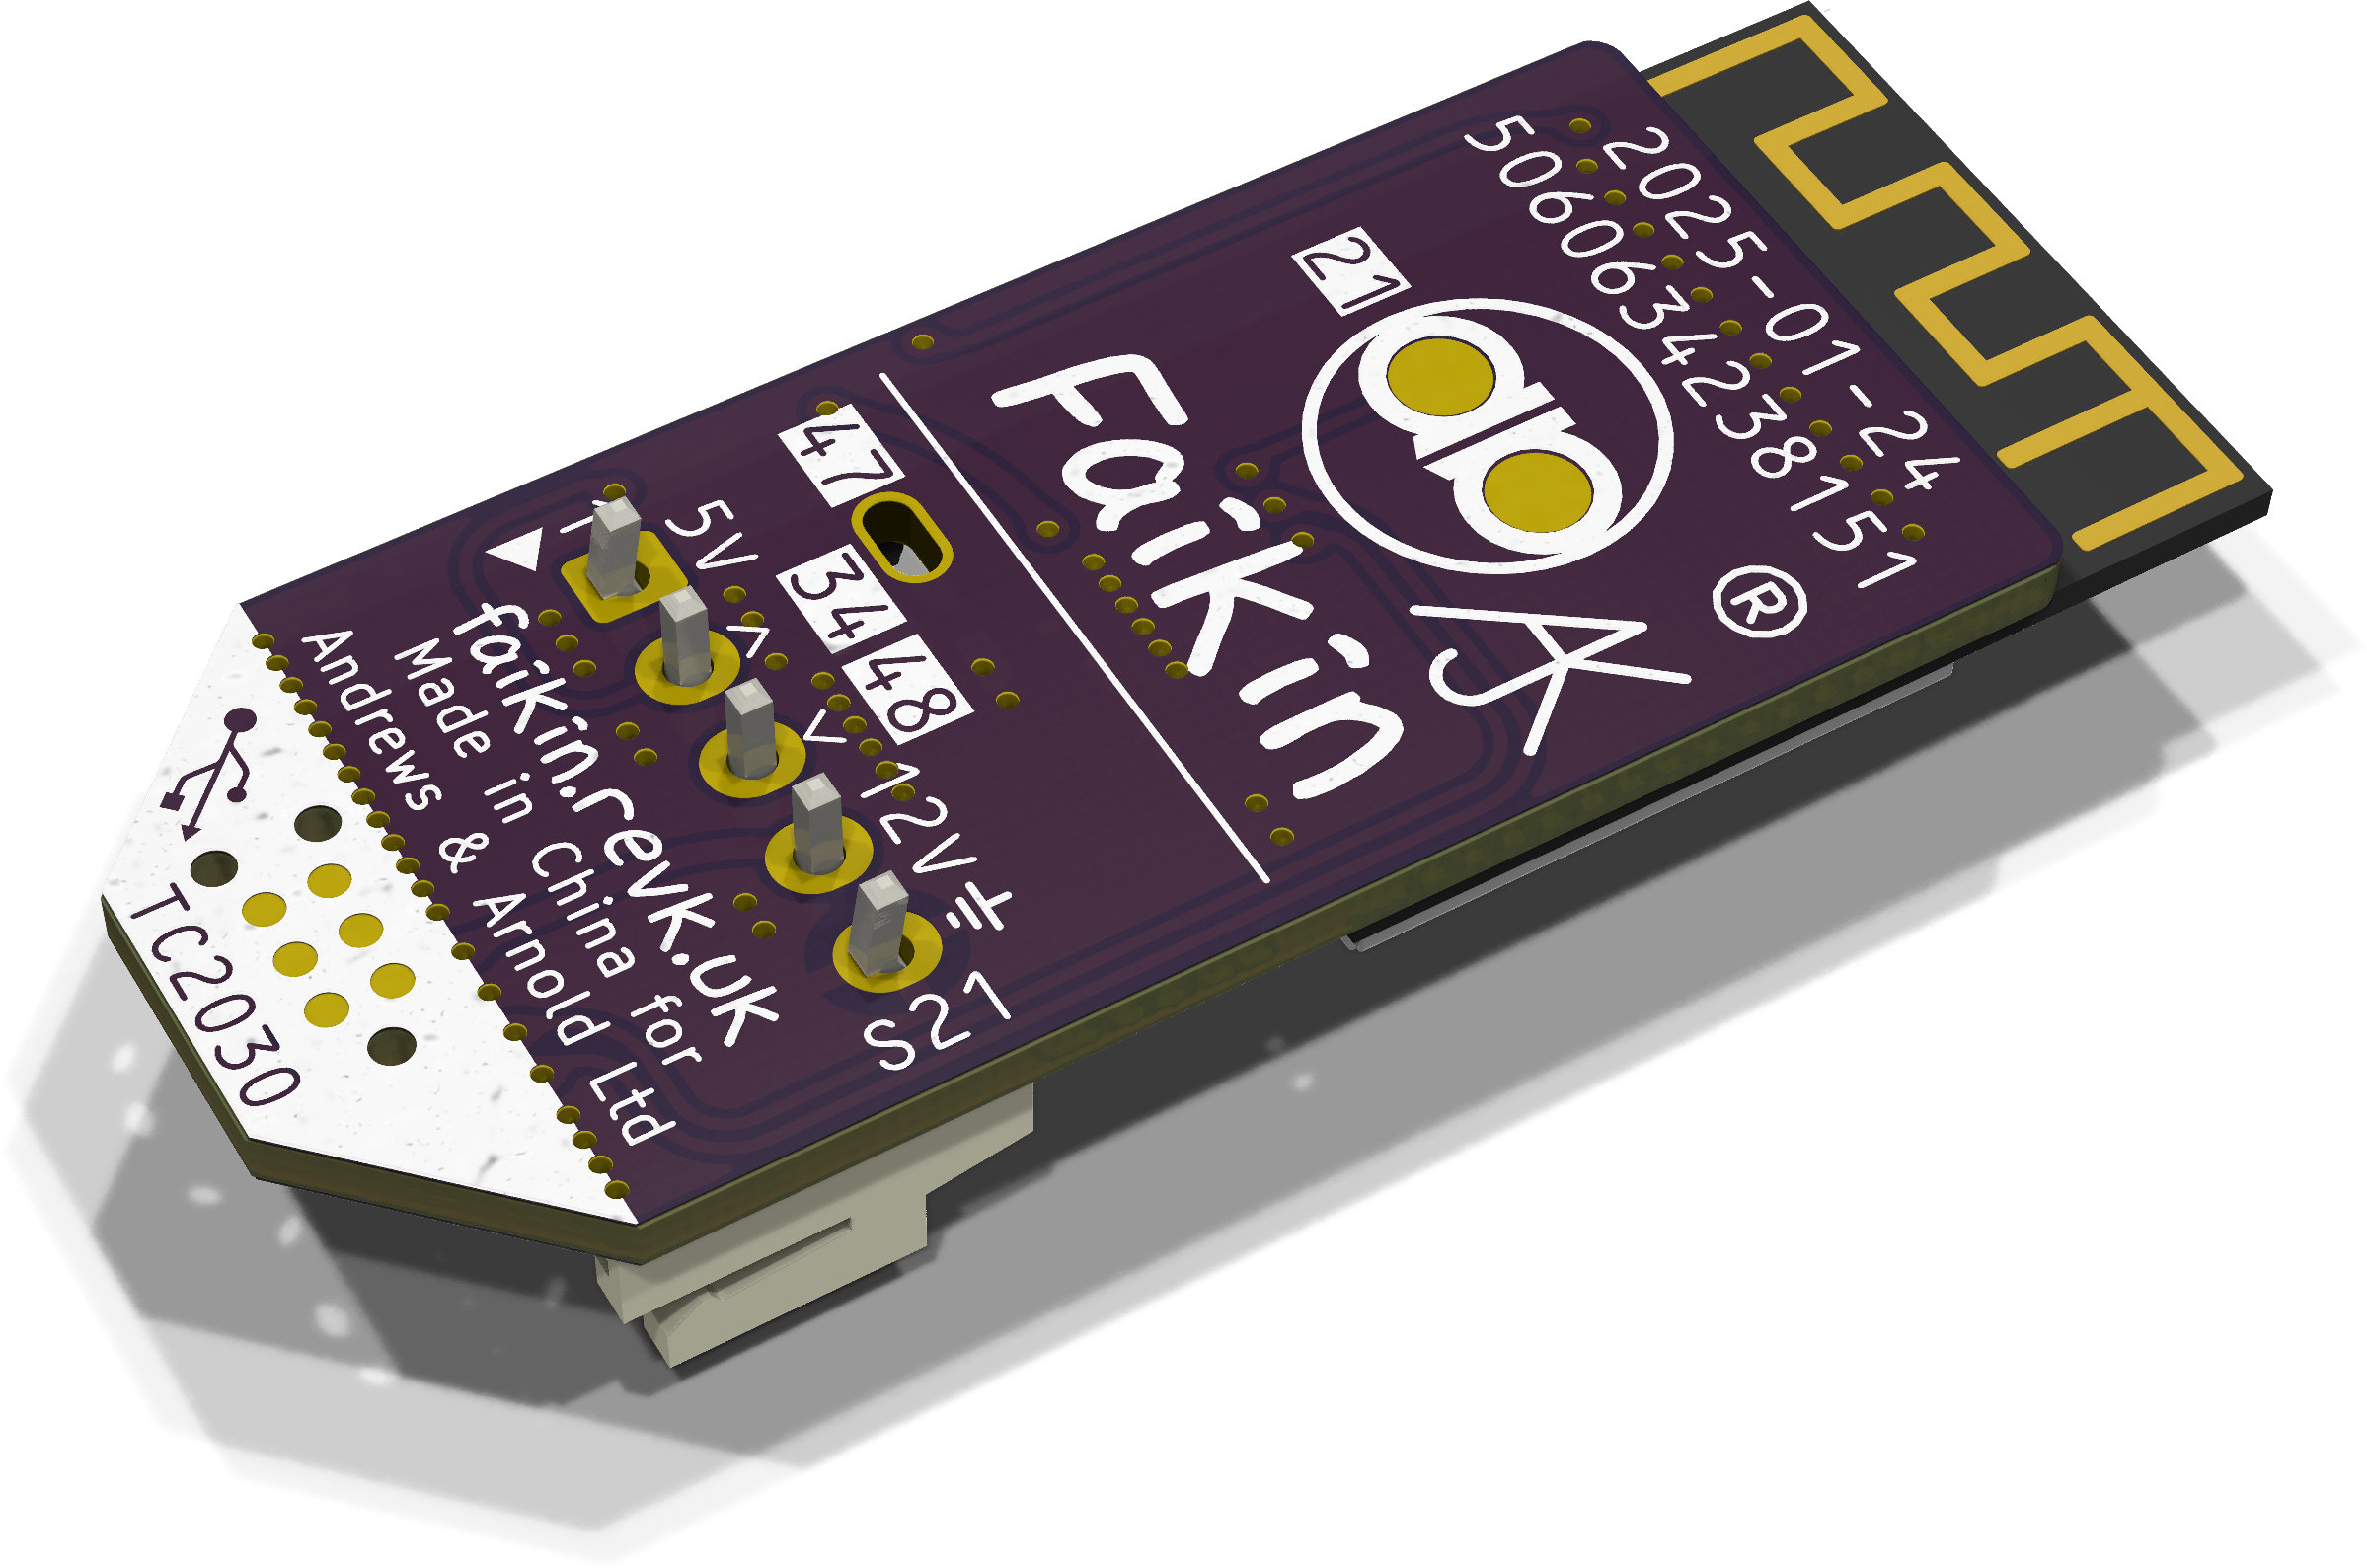 2025-01-24
5060634238151
21
®
Faikin
47
34
48
5V
^
v
12V
S21
faikin.revk.uk
Made in China for
Andrews & Arnold Ltd
TC2030